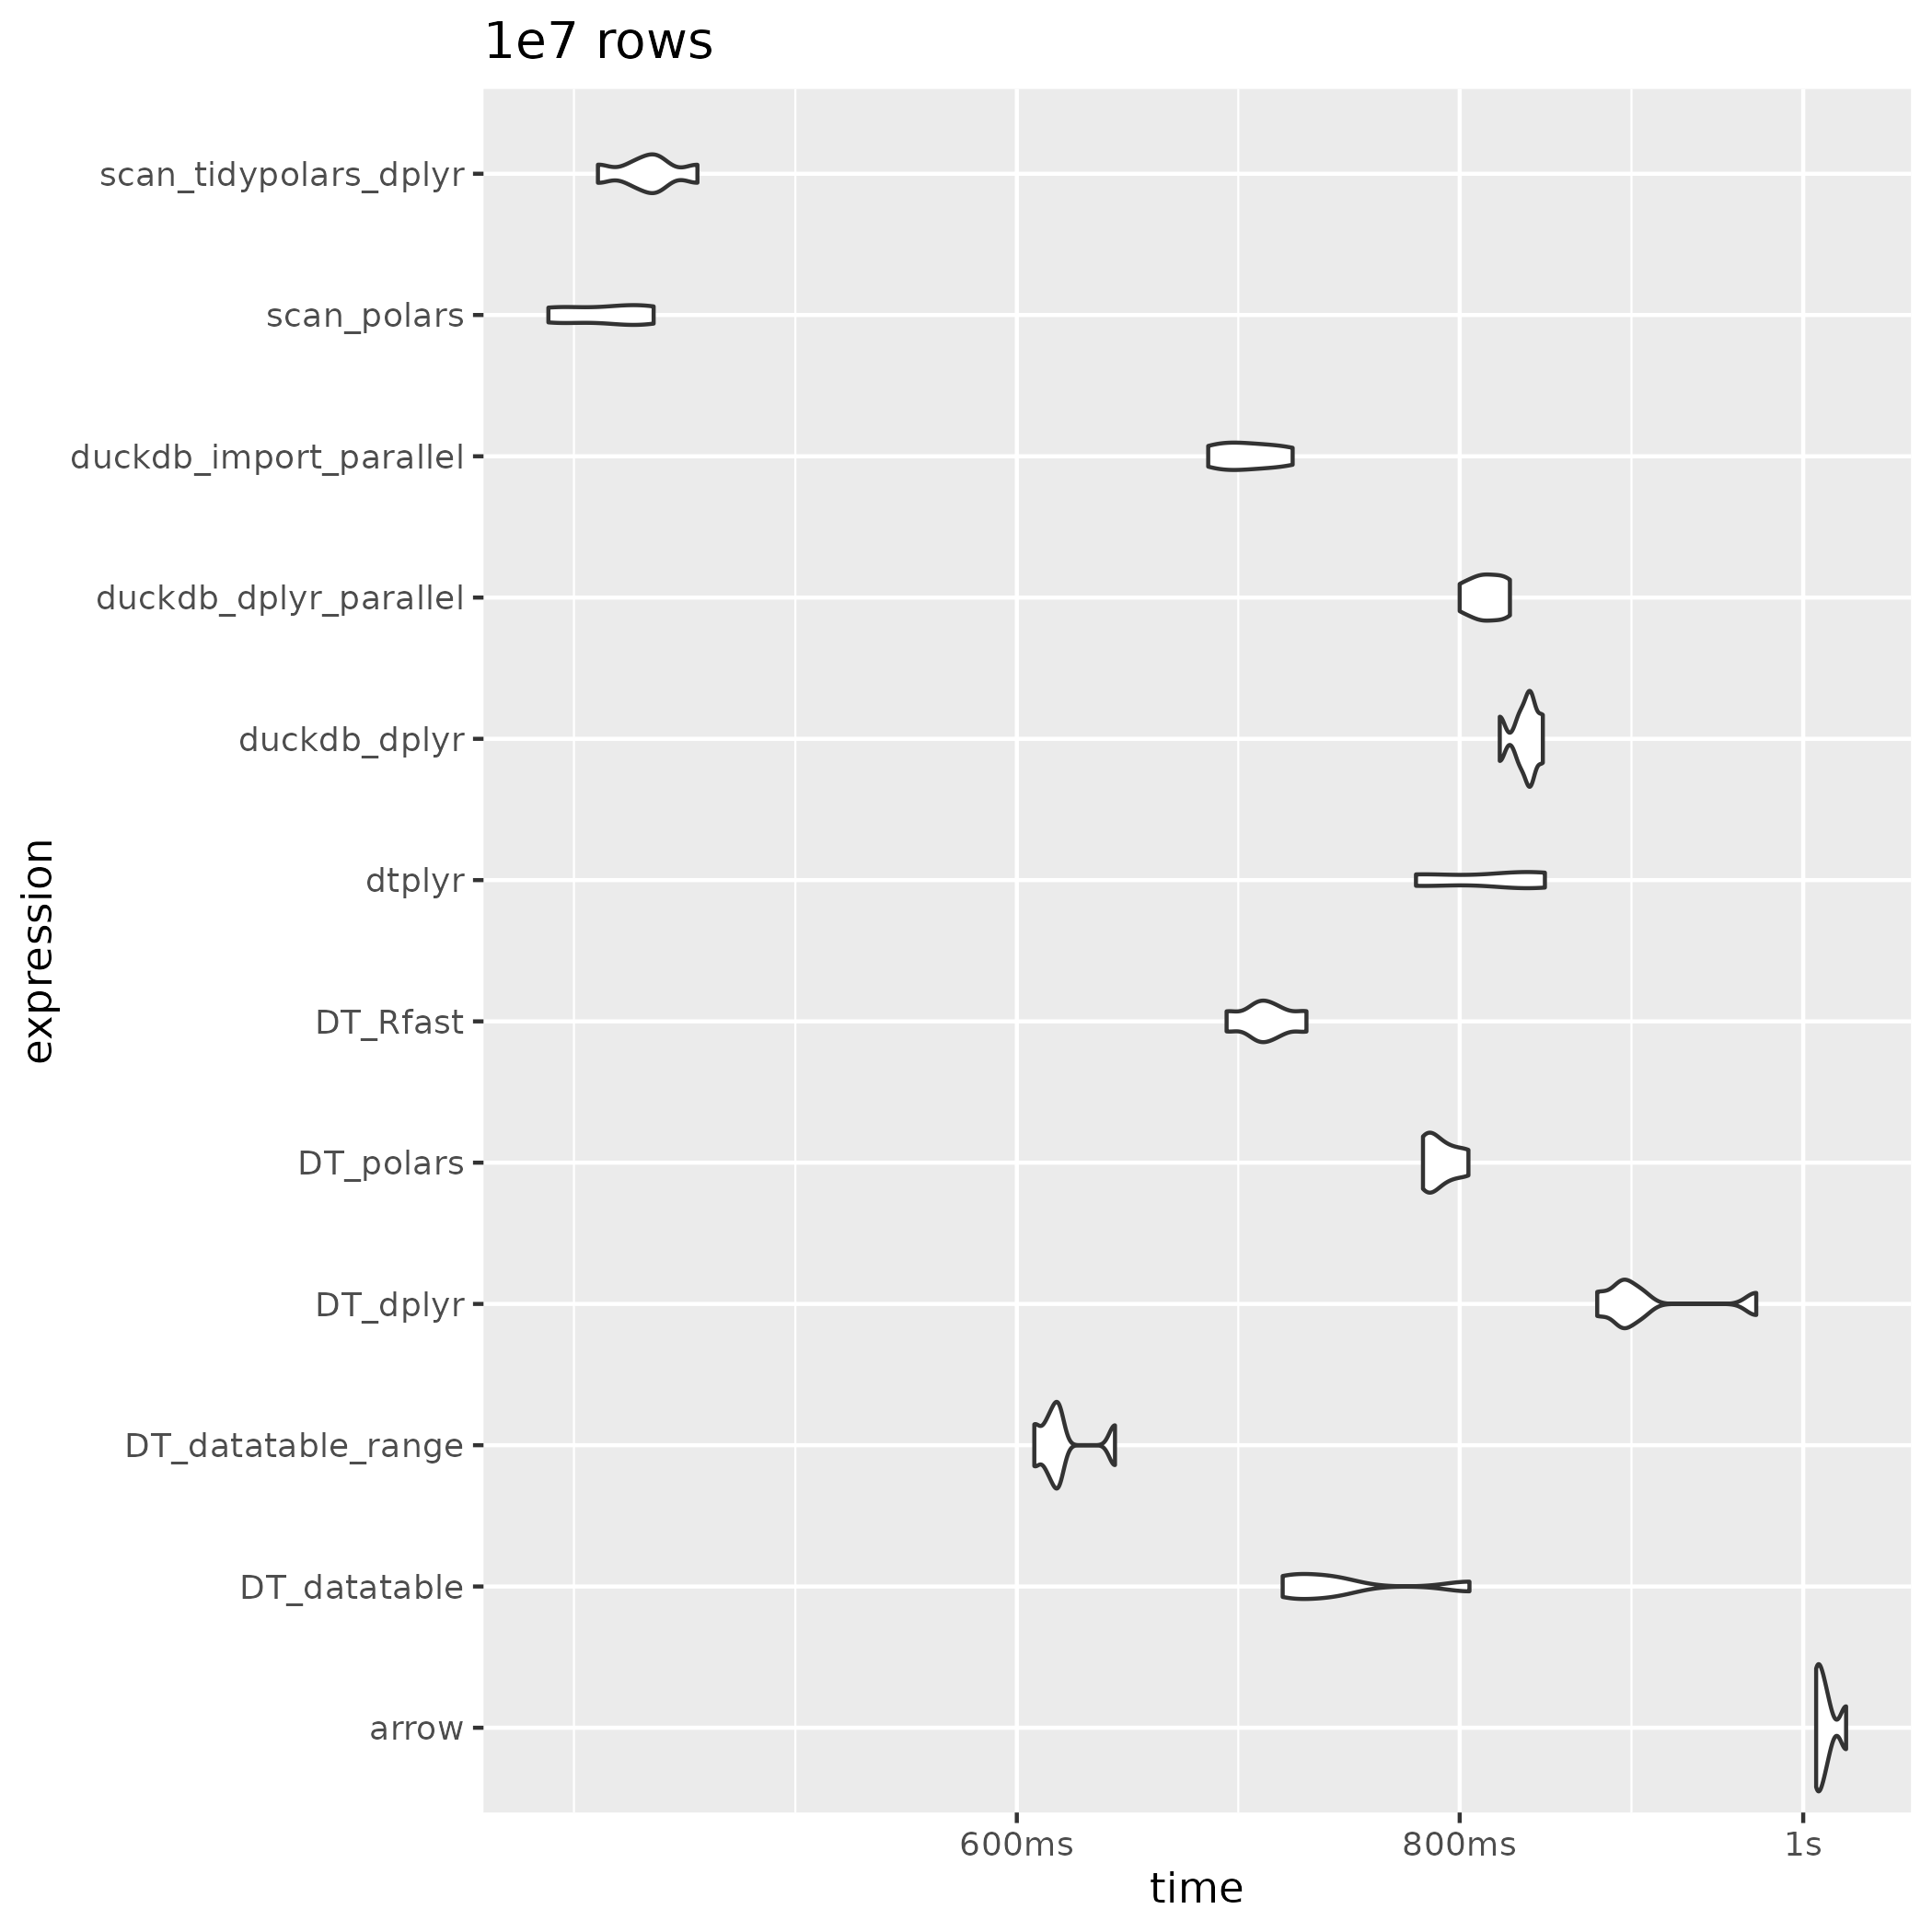 1e7 rows
scan_tidypolars_dplyr
scan_polars
duckdb_import_parallel
duckdb_dplyr_parallel
duckdb_dplyr
dtplyr
DT_Rfast
DT_polars
DT_dplyr
DT_datatable_range
DT_datatable
arrow
expression
600ms 800ms 1s
time